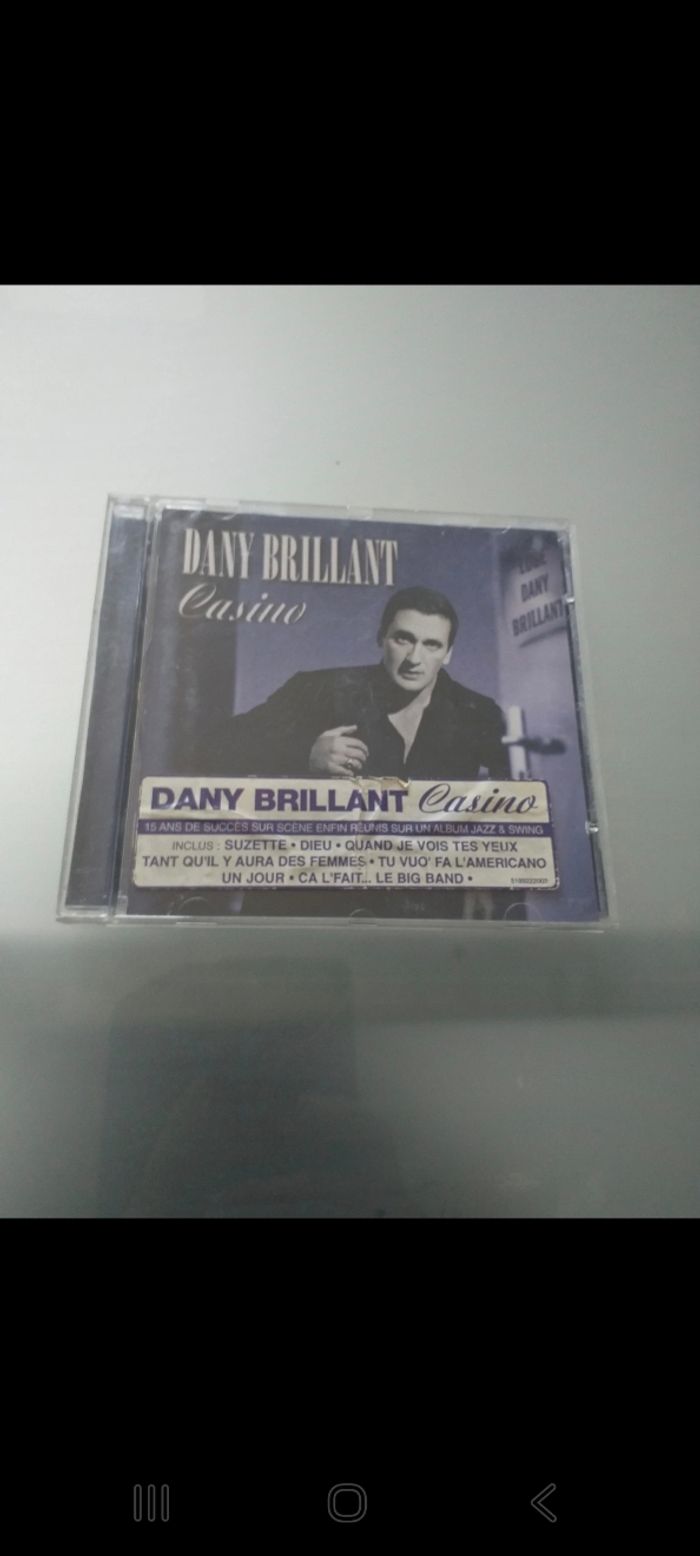 DANY BRILLANT
Casino
LOGE
DANY
BRILLANT
DANY BRILLANT Casino
15 ANS DE SUCCÈS SUR SCÈNE ENFIN RÉUNIS SUR UN ALBUM JAZZ & SWING
INCLUS : SUZETTE • DIEU • QUAND JE VOIS TES YEUX
TANT QU'IL Y AURA DES FEMMES • TU VUO' FA L'AMERICANO
UN JOUR • CA L'FAIT... LE BIG BAND •